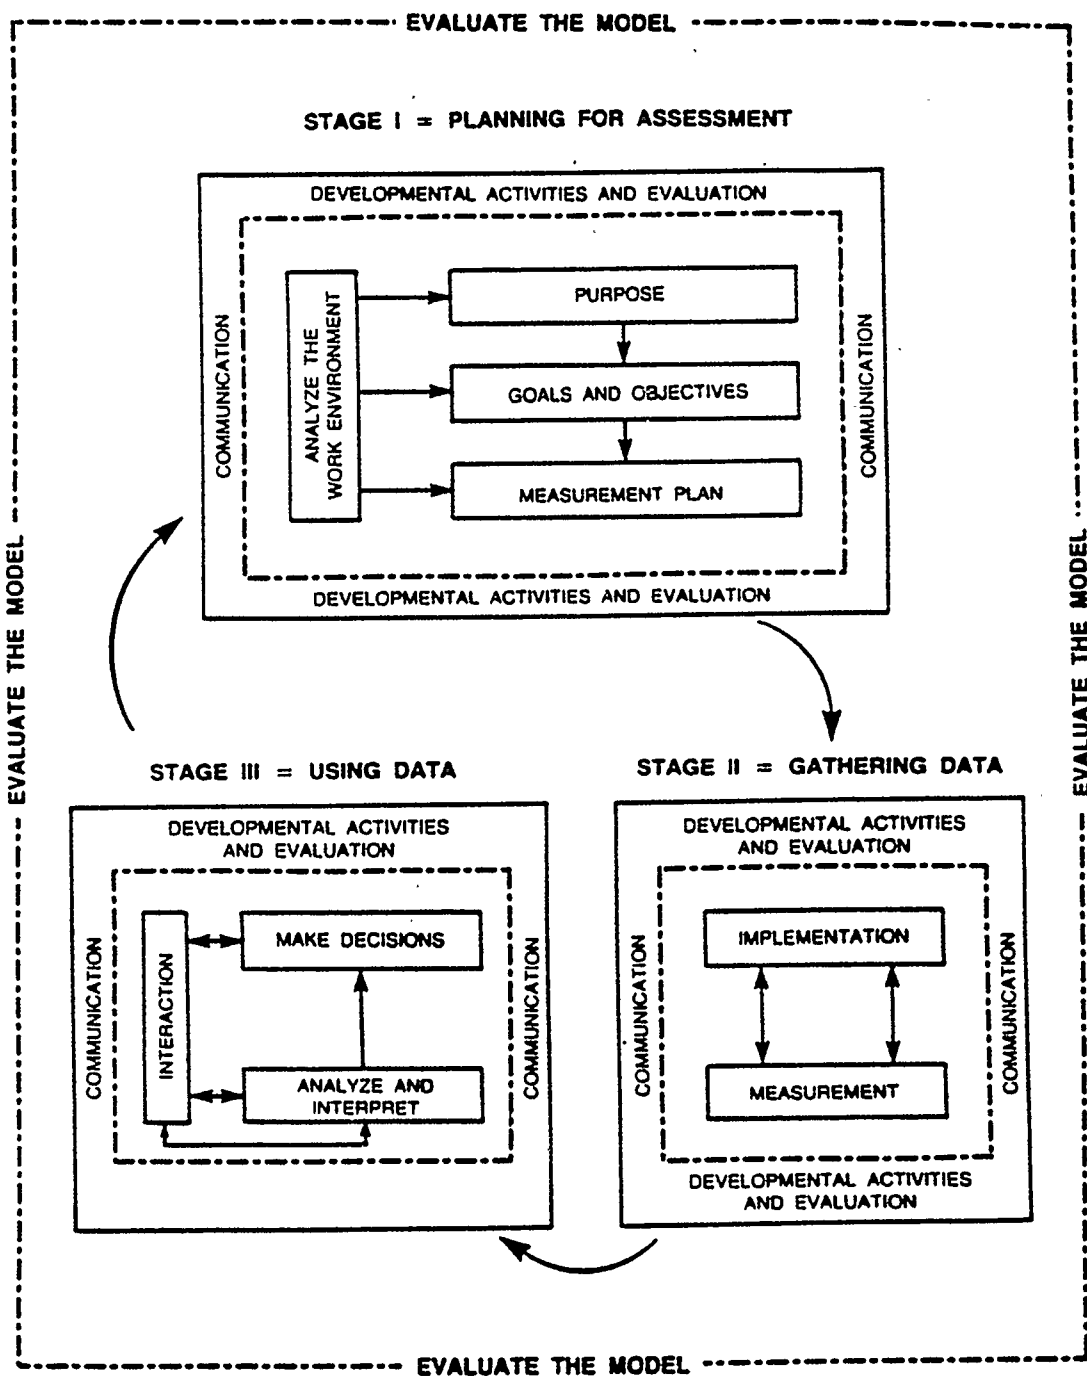 EVALUATE THE MODEL
STAGE I = PLANNING FOR ASSESSMENT
DEVELOPMENTAL ACTIVITIES AND EVALUATION
COMMUNICATION
ANALYZE THE
WORK ENVIRONMENT
PURPOSE
GOALS AND OBJECTIVES
MEASUREMENT PLAN
COMMUNICATION
DEVELOPMENTAL ACTIVITIES AND EVALUATION
EVALUATE THE MODEL
EVALUATE THE MODEL
STAGE III = USING DATA
DEVELOPMENTAL ACTIVITIES
AND EVALUATION
COMMUNICATION
INTERACTION
MAKE DECISIONS
ANALYZE AND
INTERPRET
COMMUNICATION
STAGE II = GATHERING DATA
DEVELOPMENTAL ACTIVITIES
AND EVALUATION
COMMUNICATION
IMPLEMENTATION
MEASUREMENT
COMMUNICATION
DEVELOPMENTAL ACTIVITIES
AND EVALUATION
EVALUATE THE MODEL